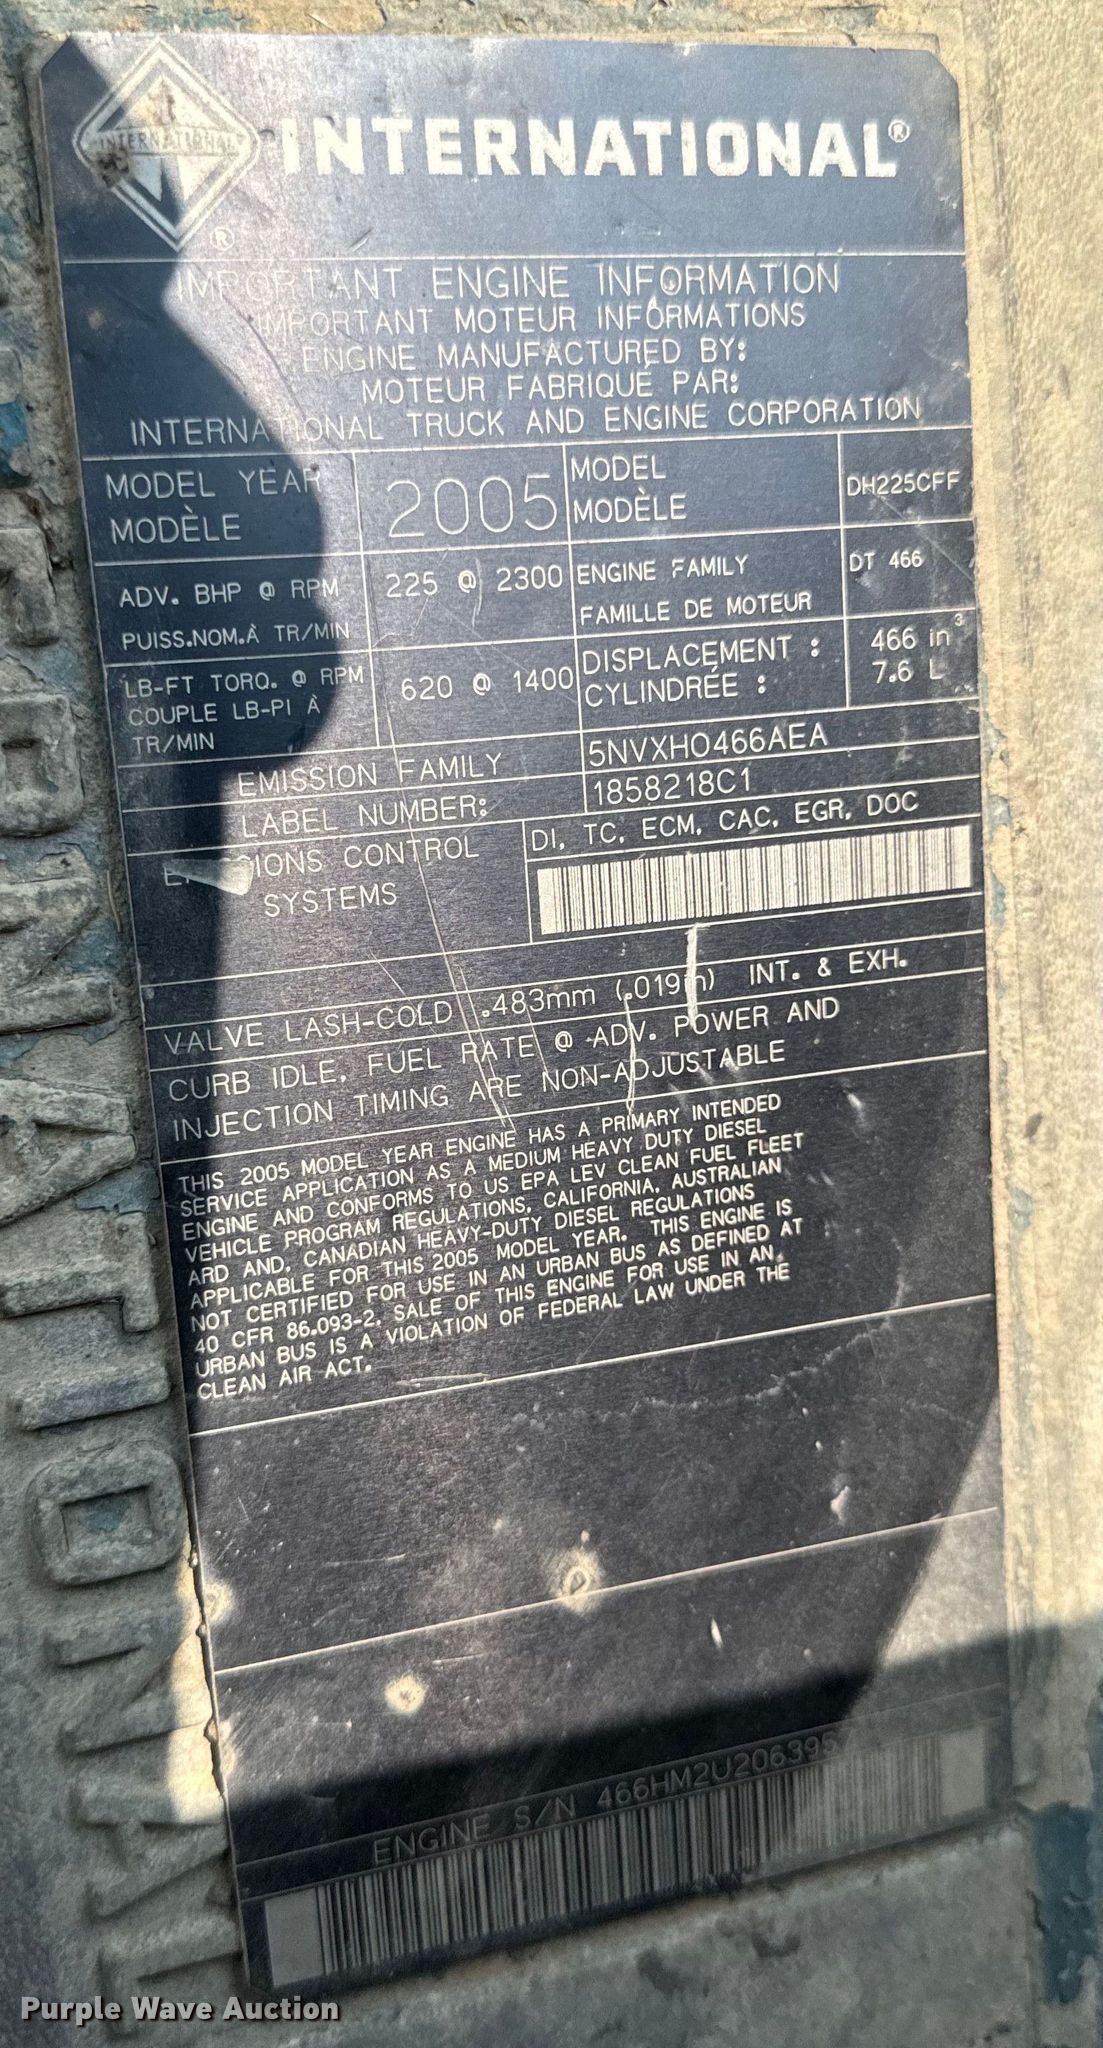 INTERNATIONAL
INTERNATIONAL®
®
IMPORTANT ENGINE INFORMATION
IMPORTANT MOTEUR INFORMATIONS
ENGINE MANUFACTURED BY:
MOTEUR FABRIQUÉ PAR:
INTERNATIONAL TRUCK AND ENGINE CORPORATION
MODEL YEAR
MODÈLE
2005
MODEL
MODÈLE
DH225CFF
ADV. BHP @ RPM
PUISS.NOM.À TR/MIN
225 @ 2300
ENGINE FAMILY
FAMILLE DE MOTEUR
DT 466
LB-FT TORQ. @ RPM
COUPLE LB-PI À
TR/MIN
620 @ 1400
DISPLACEMENT :
CYLINDRÉE :
466 in³
7.6 L
EMISSION FAMILY
5NVXH0466AEA
LABEL NUMBER:
1858218C1
EMISSIONS CONTROL
SYSTEMS
DI, TC, ECM, CAC, EGR, DOC
VALVE LASH-COLD .483mm (.019in) INT. & EXH.
CURB IDLE, FUEL RATE @ ADV. POWER AND
INJECTION TIMING ARE NON-ADJUSTABLE
THIS 2005 MODEL YEAR ENGINE HAS A PRIMARY INTENDED
SERVICE APPLICATION AS A MEDIUM HEAVY DUTY DIESEL
ENGINE AND CONFORMS TO US EPA LEV CLEAN FUEL FLEET
VEHICLE PROGRAM REGULATIONS, CALIFORNIA, AUSTRALIAN
ARD AND, CANADIAN HEAVY-DUTY DIESEL REGULATIONS
APPLICABLE FOR THIS 2005 MODEL YEAR. THIS ENGINE IS
NOT CERTIFIED FOR USE IN AN URBAN BUS AS DEFINED AT
40 CFR 86.093-2. SALE OF THIS ENGINE FOR USE IN AN
URBAN BUS IS A VIOLATION OF FEDERAL LAW UNDER THE
CLEAN AIR ACT.
ENGINE S/N 466HM2U2063957
INTERNATIONAL
Purple Wave Auction